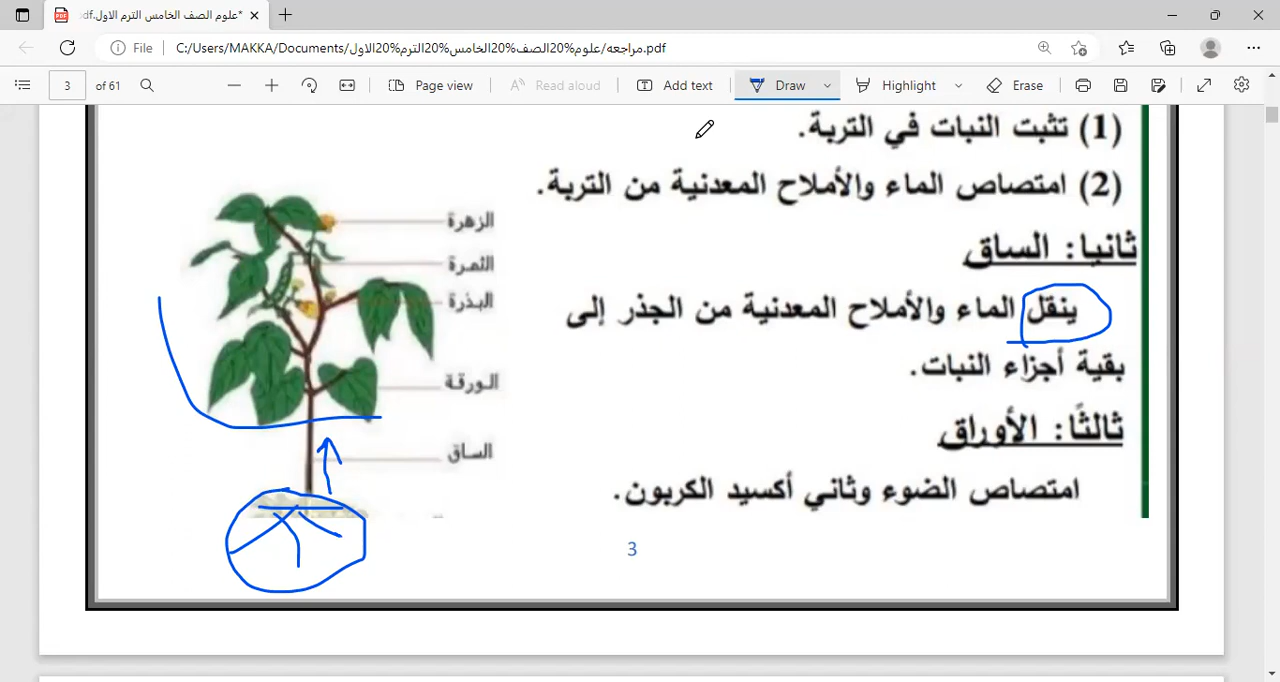 علوم الصف الخامس الترم الاول.pdf*
File
C:/Users/MAKKA/Documents/مراجعه/علوم%20الصف%20الخامس%20الترم%20الاول.pdf
3 of 61
Page view
Read aloud
Add text
Draw
Highlight
Erase
(1) تثبت النبات في التربة.
(2) امتصاص الماء والأملاح المعدنية من التربة.
ثانيا: الساق
ينقل الماء والأملاح المعدنية من الجذر إلى
بقية أجزاء النبات.
ثالثًا: الأوراق
امتصاص الضوء وثاني أكسيد الكربون.
الزهرة
الثمرة
البذرة
الورقة
الساق
3